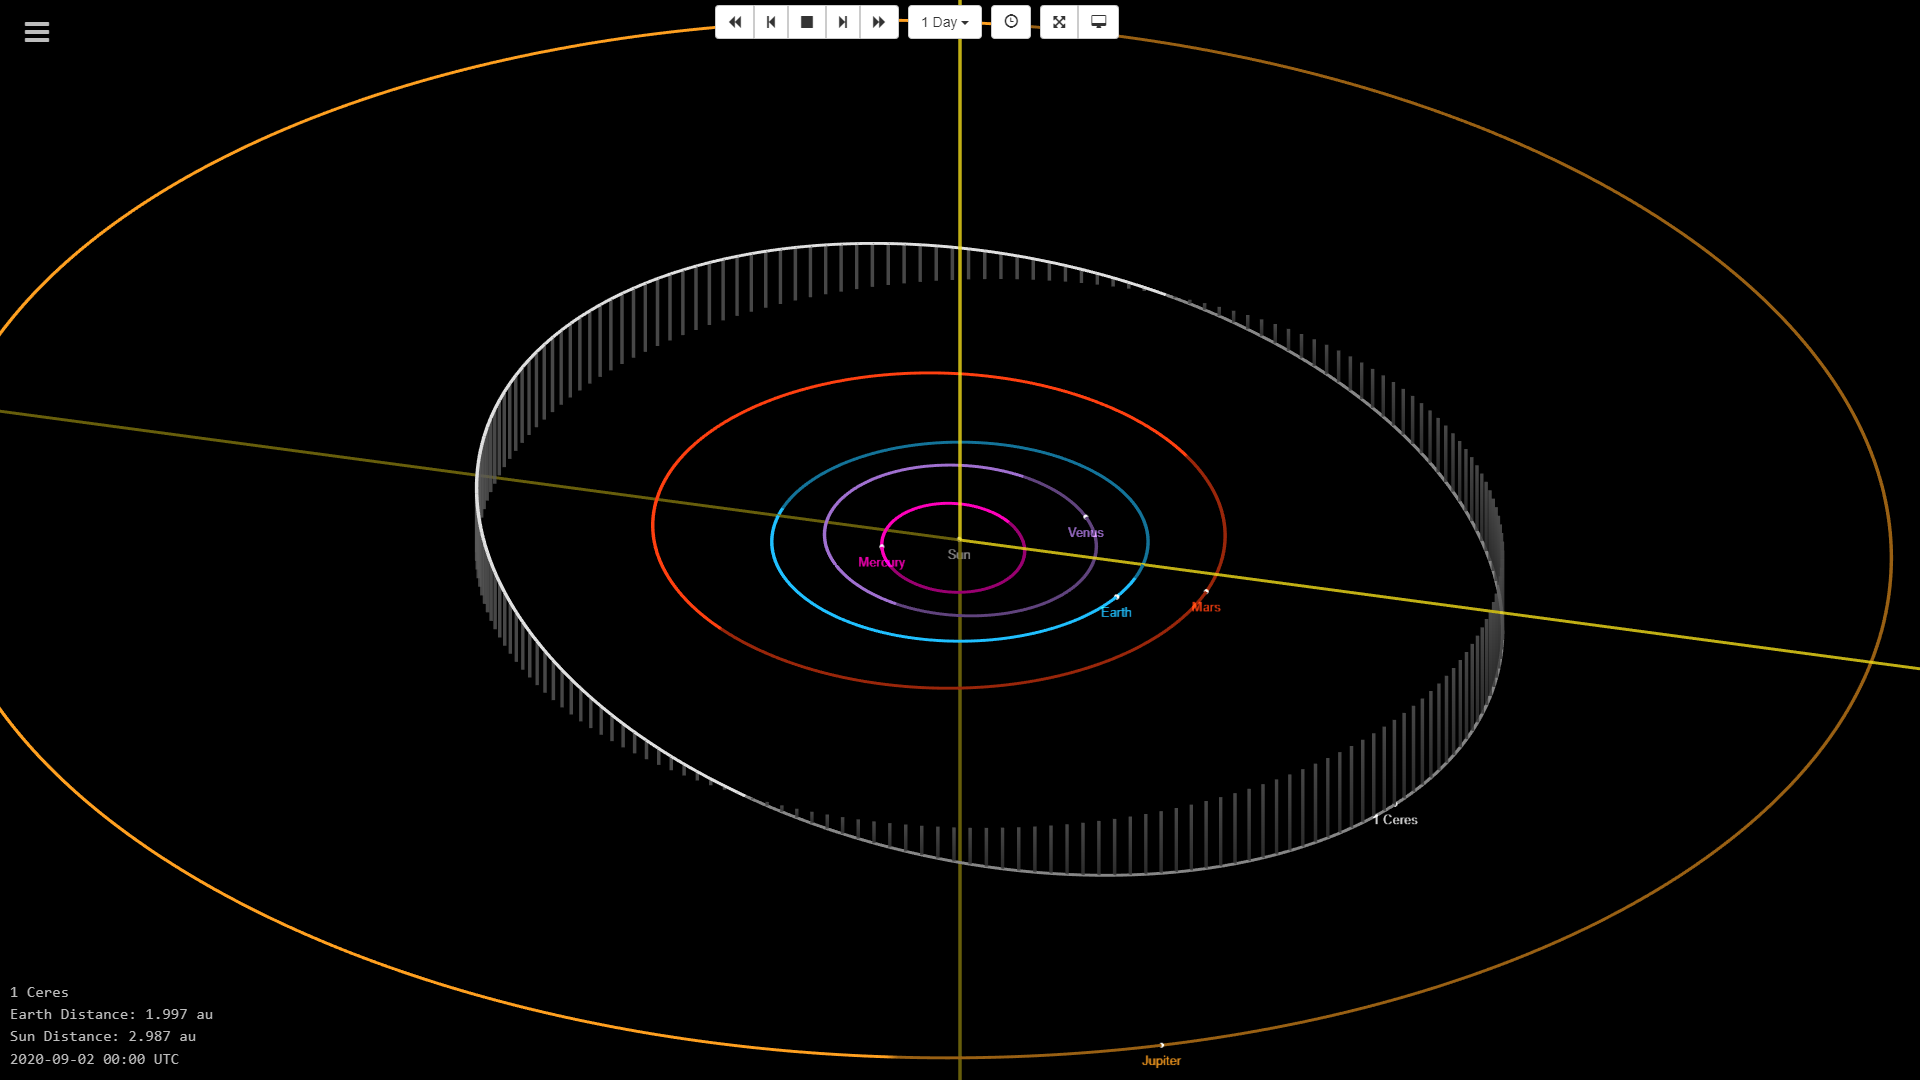 1 Day
Venus
Sun
Mercury
Earth
Mars
1 Ceres
Jupiter
1 Ceres
Earth Distance: 1.997 au
Sun Distance: 2.987 au
2020-09-02 00:00 UTC